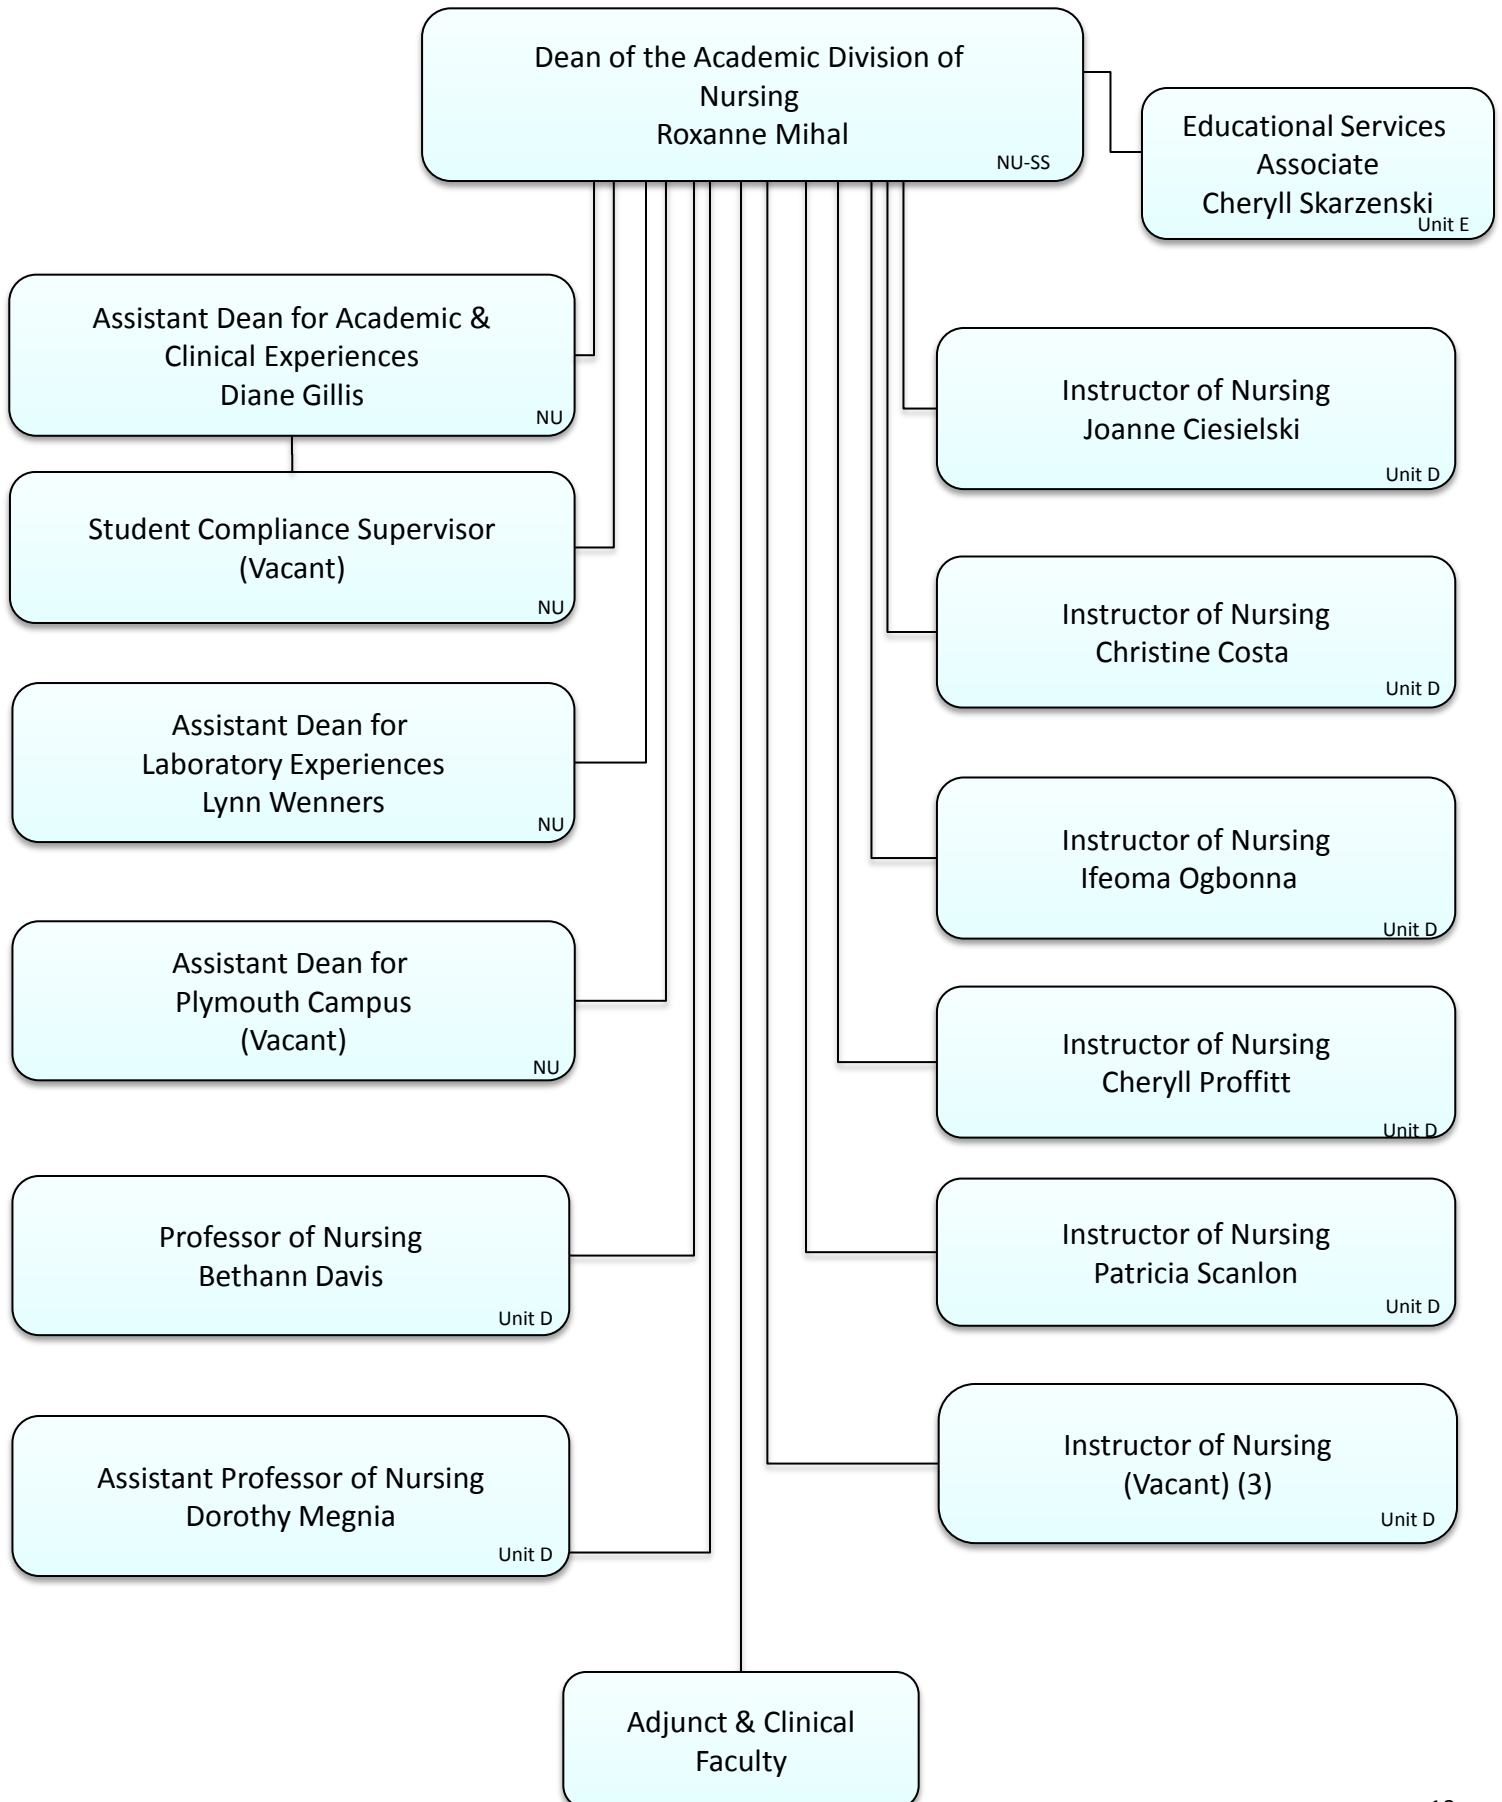 Dean of the Academic Division of
Nursing
Roxanne Mihal
NU-SS
Educational Services
Associate
Cheryll Skarzenski
Unit E
Assistant Dean for Academic &
Clinical Experiences
Diane Gillis
NU
Student Compliance Supervisor
(Vacant)
NU
Assistant Dean for
Laboratory Experiences
Lynn Wenners
NU
Assistant Dean for
Plymouth Campus
(Vacant)
NU
Professor of Nursing
Bethann Davis
Unit D
Assistant Professor of Nursing
Dorothy Megnia
Unit D
Instructor of Nursing
Joanne Ciesielski
Unit D
Instructor of Nursing
Christine Costa
Unit D
Instructor of Nursing
Ifeoma Ogbonna
Unit D
Instructor of Nursing
Cheryll Proffitt
Unit D
Instructor of Nursing
Patricia Scanlon
Unit D
Instructor of Nursing
(Vacant) (3)
Unit D
Adjunct & Clinical
Faculty